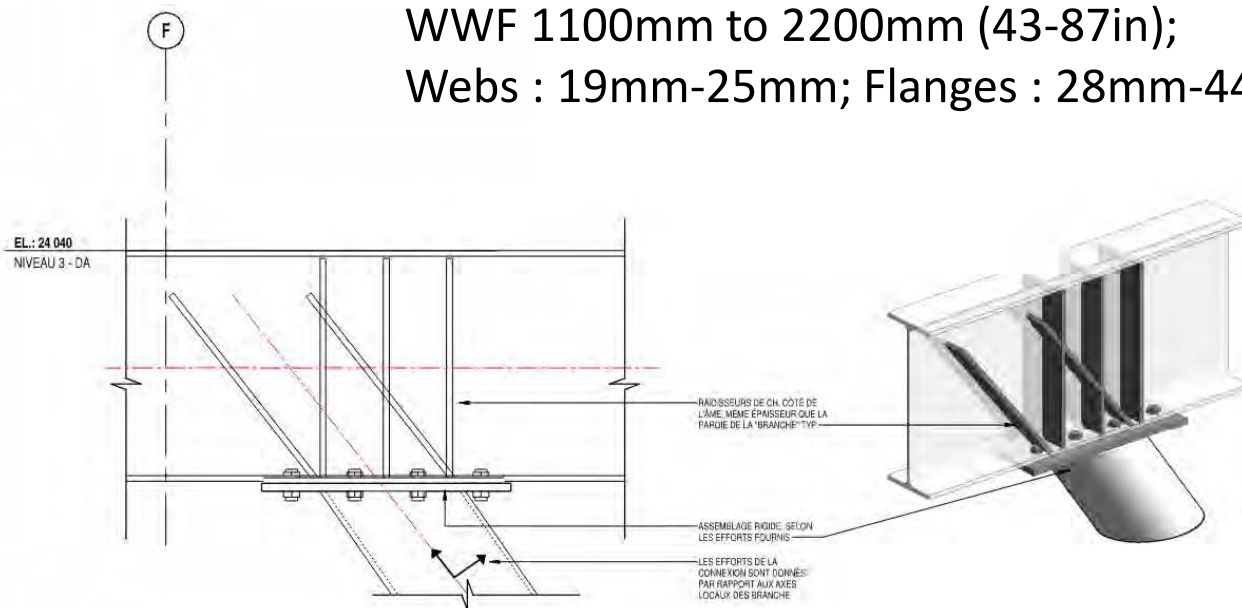 WWF 1100mm to 2200mm (43-87in);
Webs : 19mm-25mm; Flanges : 28mm-44
F
EL.: 24 040
NIVEAU 3 - DA
RAIDISSEURS DE CH. CÔTÉ DE
L'ÂME, MÊME ÉPAISSEUR QUE LA
PAROIE DE LA "BRANCHE" TYP.
ASSEMBLAGE RIGIDE, SELON
LES EFFORTS FOURNIS
LES EFFORTS DE LA
CONNEXION SONT DONNÉS
PAR RAPPORT AUX AXES
LOCAUX DES BRANCHE